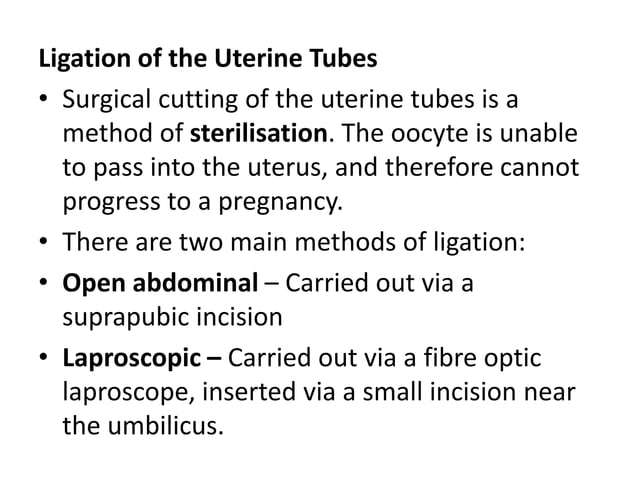 Ligation of the Uterine Tubes
• Surgical cutting of the uterine tubes is a
method of sterilisation. The oocyte is unable
to pass into the uterus, and therefore cannot
progress to a pregnancy.
• There are two main methods of ligation:
• Open abdominal – Carried out via a
suprapubic incision
• Laproscopic – Carried out via a fibre optic
laproscope, inserted via a small incision near
the umbilicus.